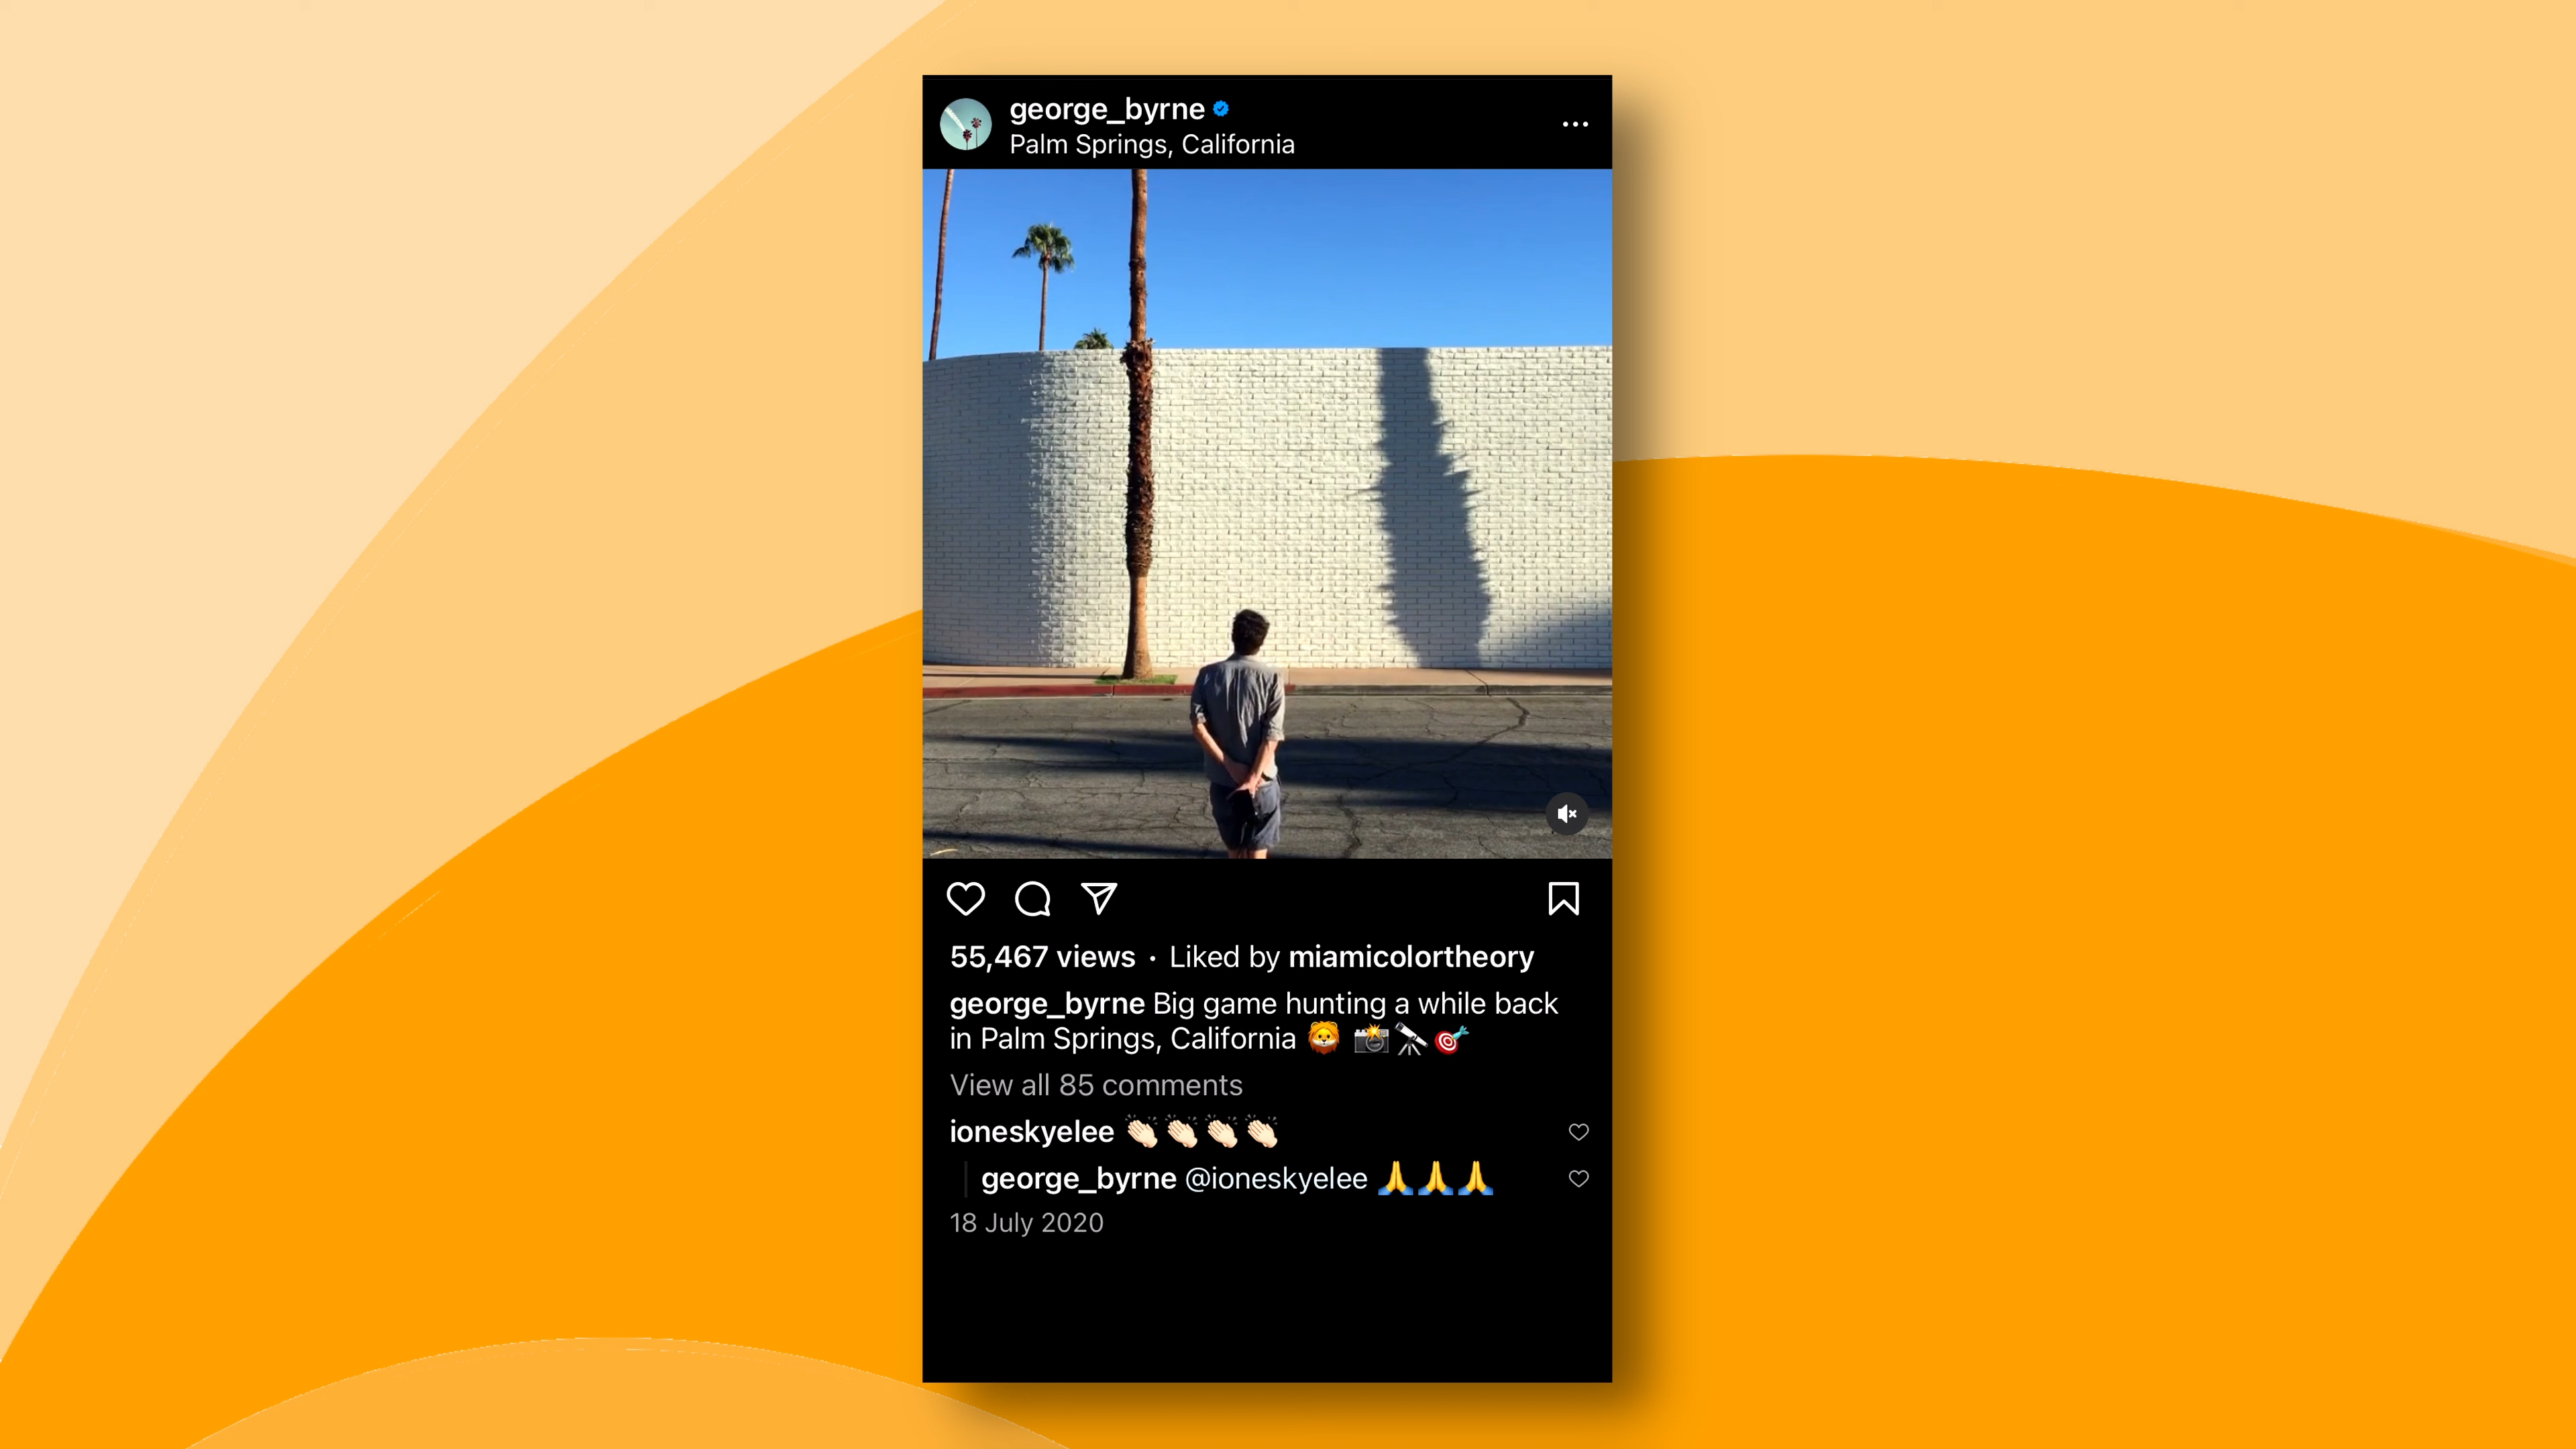 george_byrne
Palm Springs, California
55,467 views · Liked by miamicolortheory
george_byrne Big game hunting a while back
in Palm Springs, California 🦁 📸🔭🎯
View all 85 comments
ioneskyelee 👏🏻👏🏻👏🏻👏🏻
george_byrne @ioneskyelee 🙏🙏🙏
18 July 2020